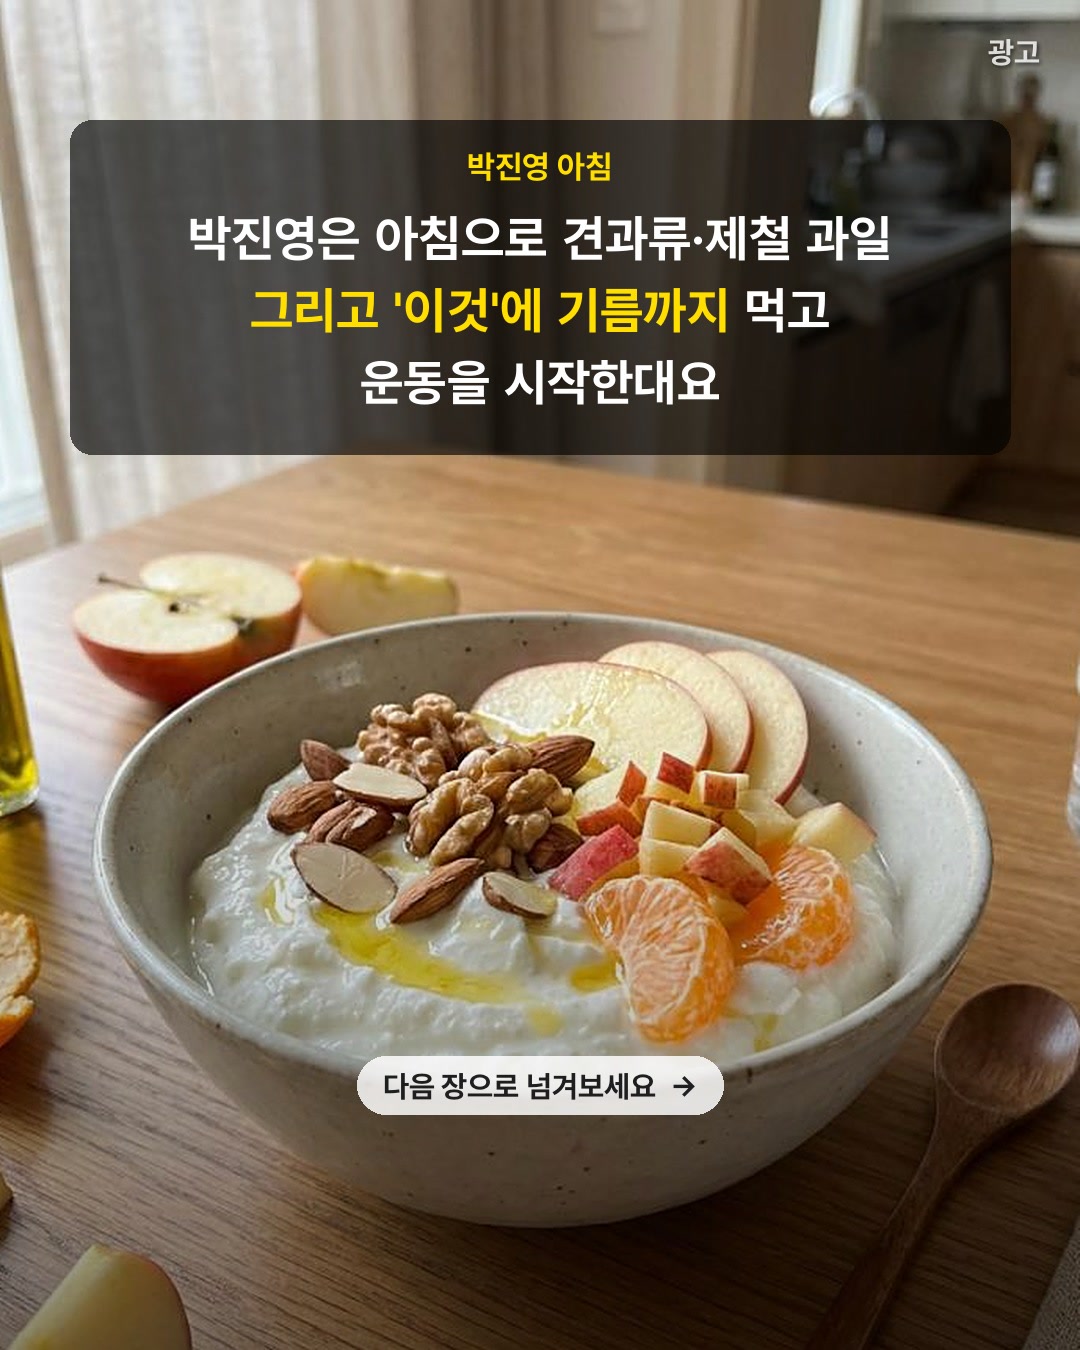 광고
박진영 아침
박진영은 아침으로 견과류·제철 과일
그리고 '이것'에 기름까지 먹고
운동을 시작한대요
다음 장으로 넘겨보세요 →